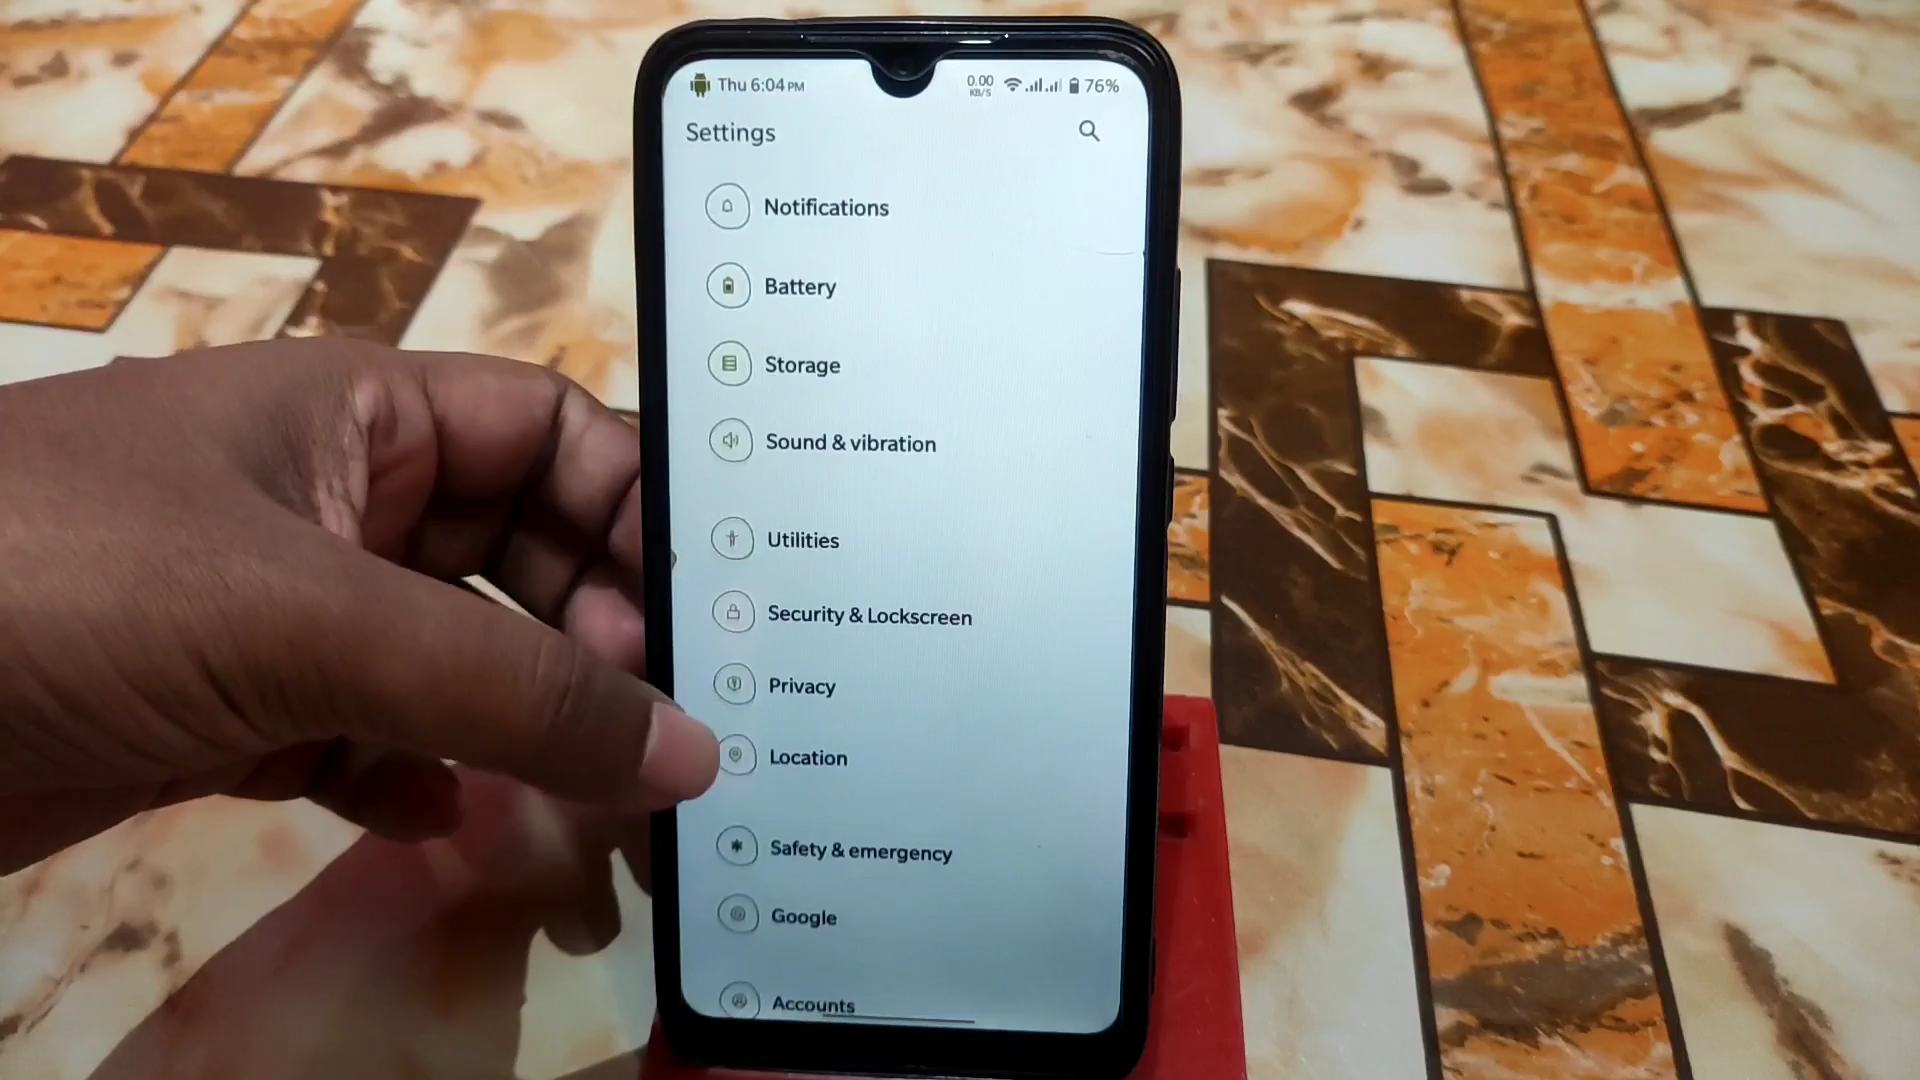 Thu 6:04 PM 0.00 KB/S 76%
Settings
Notifications
Battery
Storage
Sound & vibration
Utilities
Security & Lockscreen
Privacy
Location
Safety & emergency
Google
Accounts